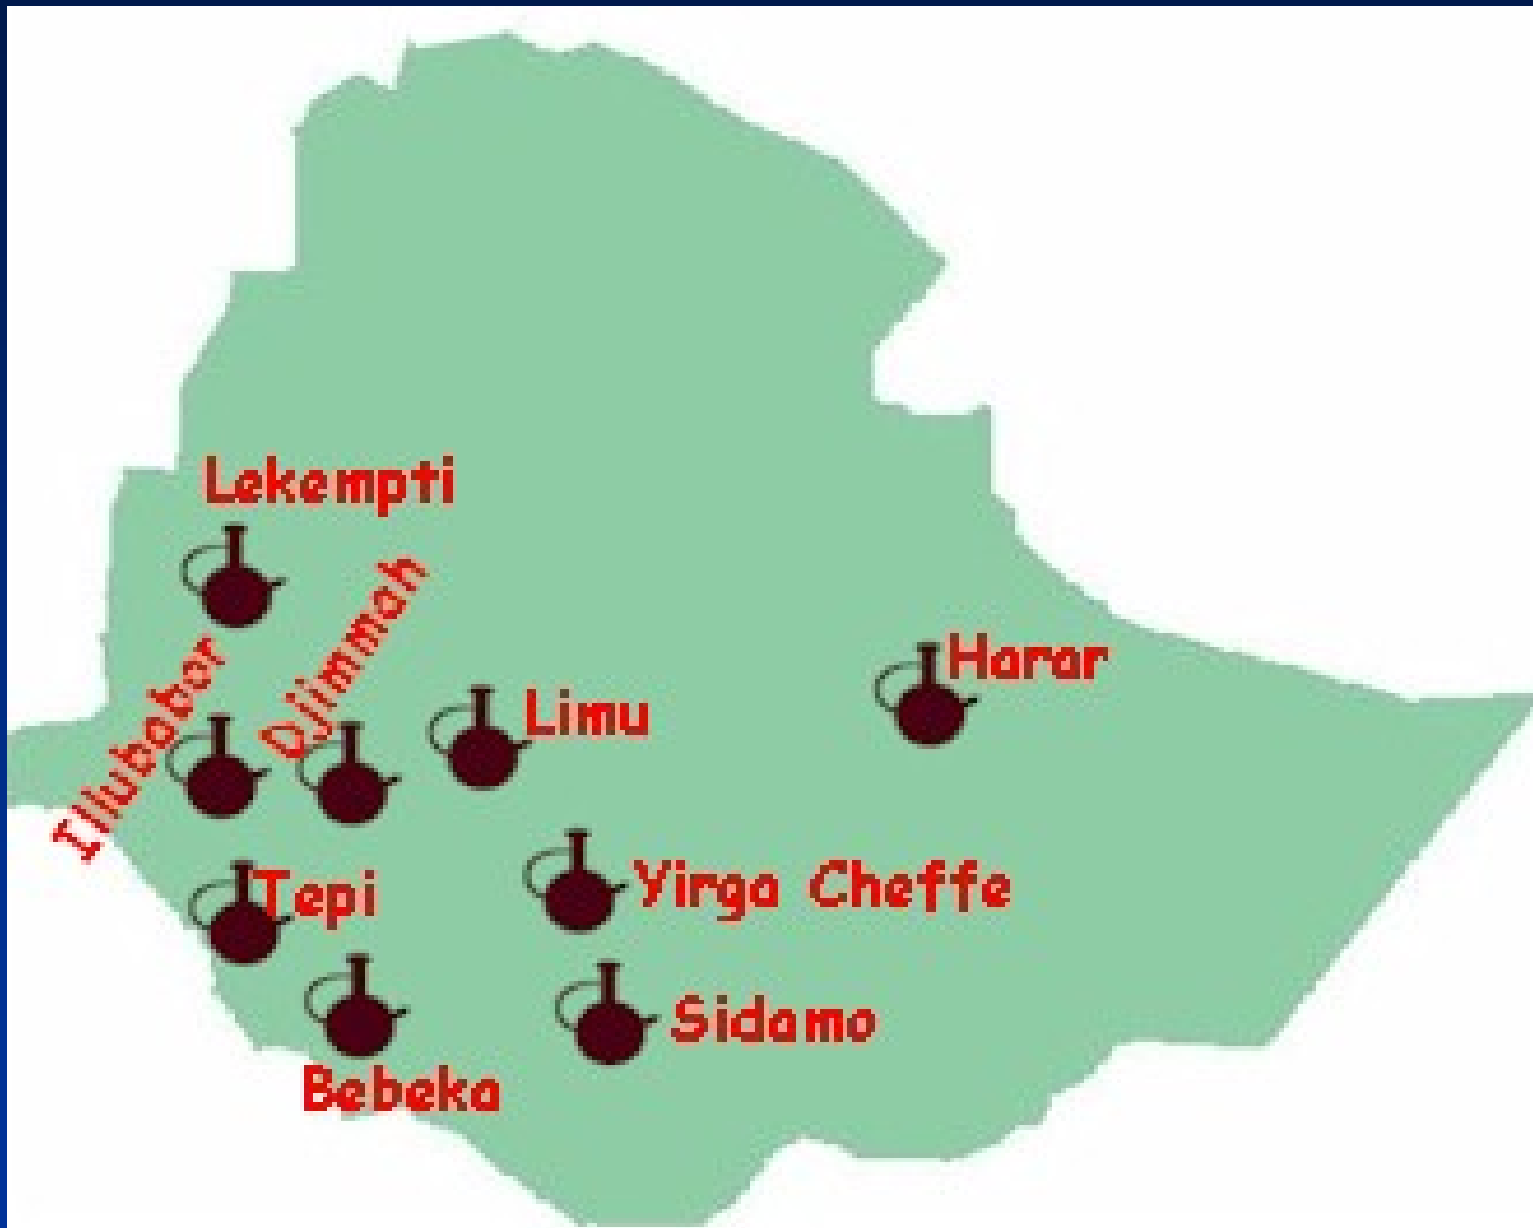 Lekempti
Djimmah
Illubabor
Harar
Limu
Tepi
Yirga Cheffe
Sidamo
Bebeka